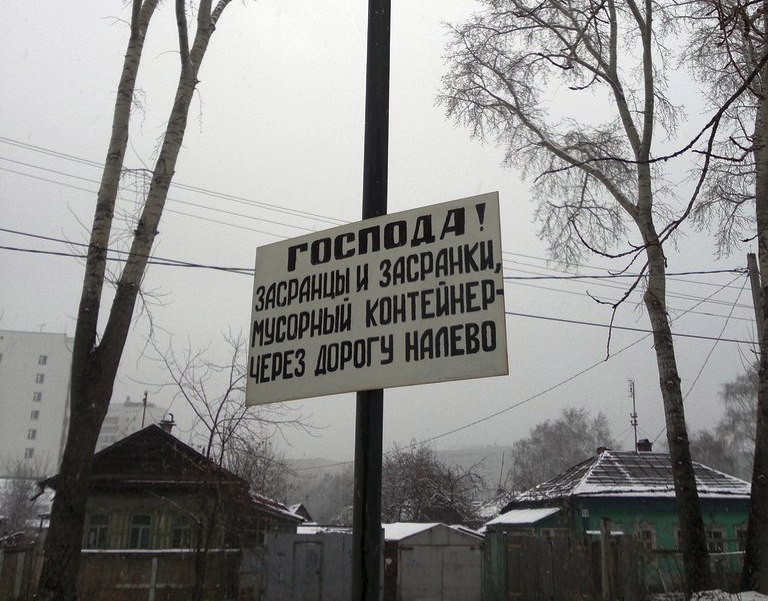 ГОСПОДА!
ЗАСРАНЦЫ И ЗАСРАНКИ,
МУСОРНЫЙ КОНТЕЙНЕР-
ЧЕРЕЗ ДОРОГУ НАЛЕВО